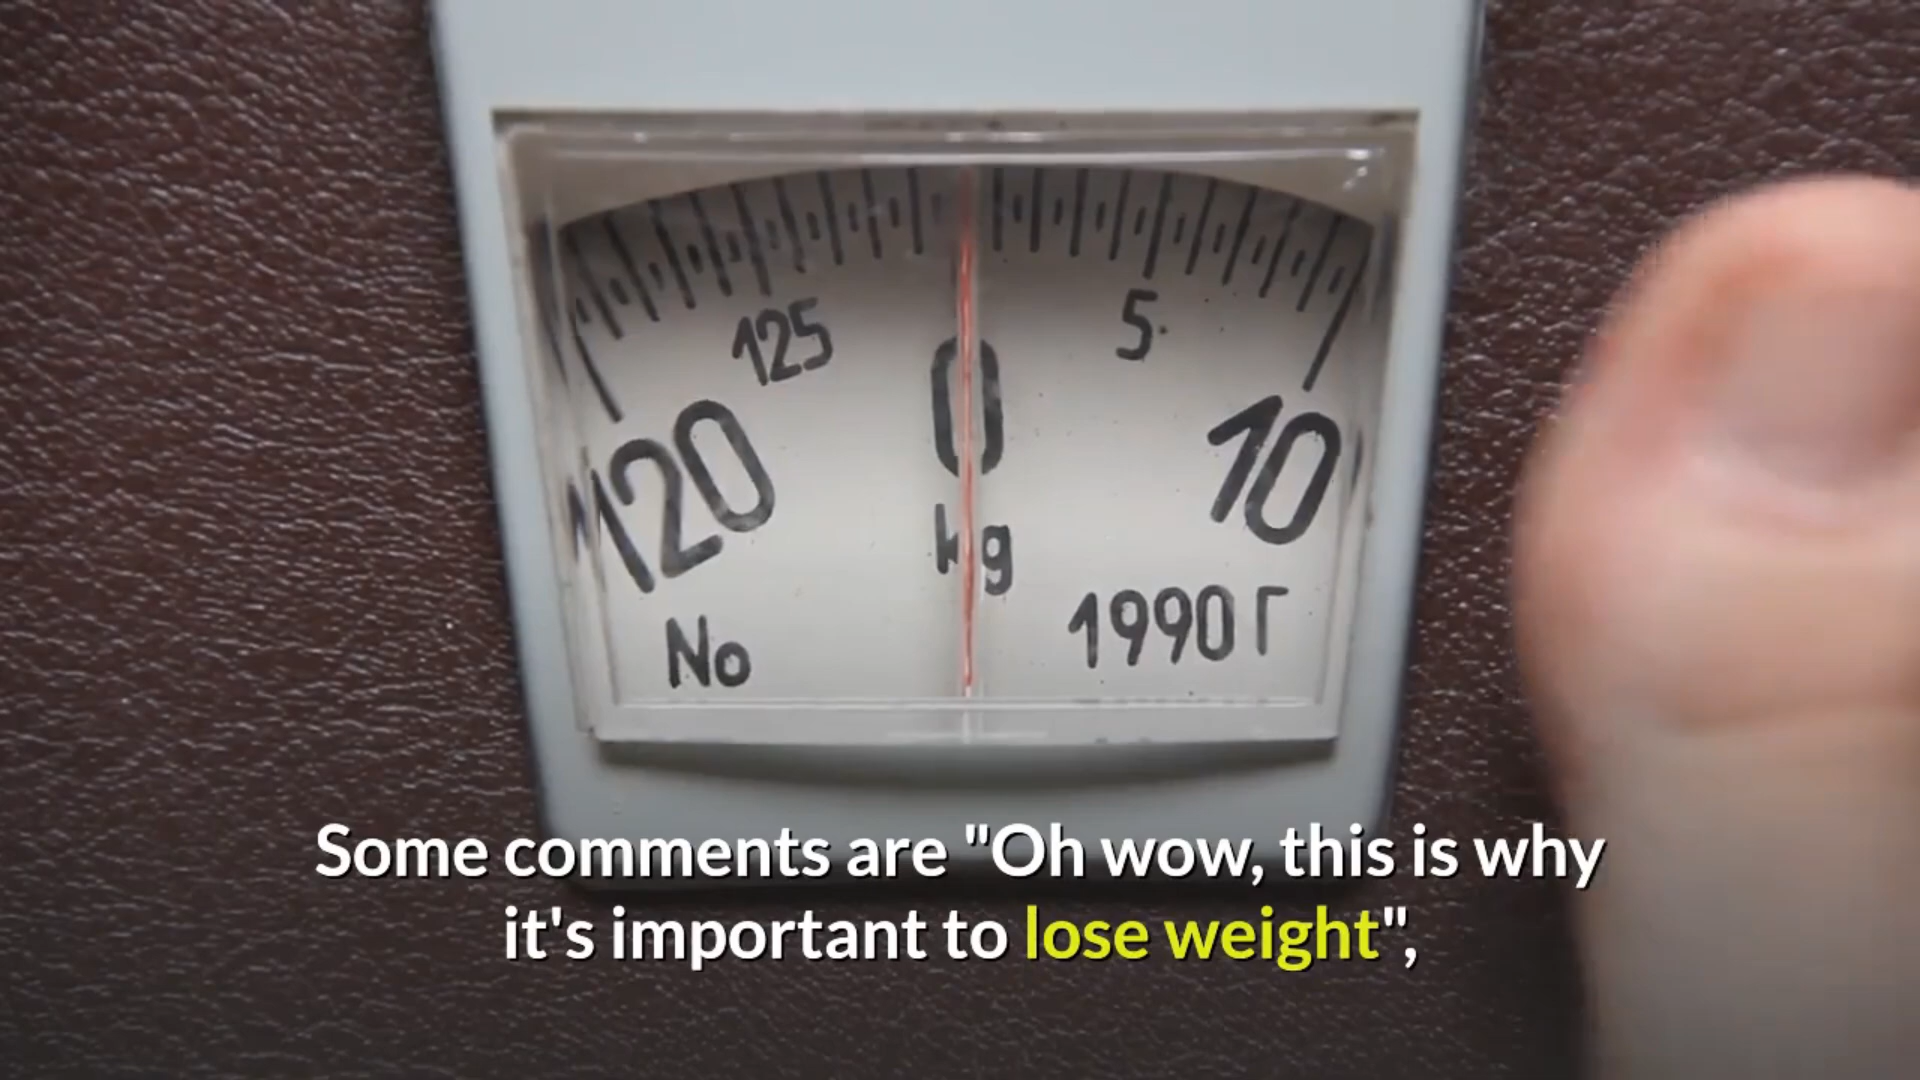 125
0
5
120
10
kg
1990 Г
No
Some comments are "Oh wow, this is why
it's important to lose weight",